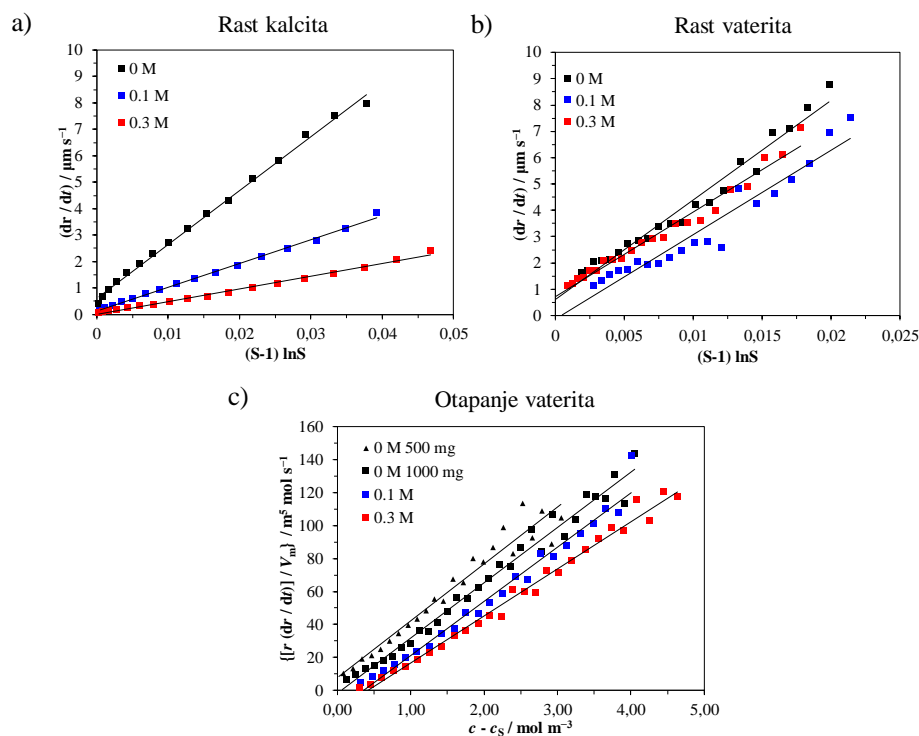 a)
Rast kalcita
10
9
8
7
6
5
4
3
2
1
0
0
0,01
0,02
0,03
0,04
0,05
(dr / dt) / μm s⁻¹
(S-1) lnS
0 M
0.1 M
0.3 M
b)
Rast vaterita
10
9
8
7
6
5
4
3
2
1
0
0
0,005
0,01
0,015
0,02
0,025
(dr / dt) / μm s⁻¹
(S-1) lnS
0 M
0.1 M
0.3 M
c)
Otapanje vaterita
160
140
120
100
80
60
40
20
0
0,00
1,00
2,00
3,00
4,00
5,00
{[r (dr / dt)] / Vₘ} / m⁵ mol s⁻¹
c - cS / mol m⁻³
0 M 500 mg
0 M 1000 mg
0.1 M
0.3 M